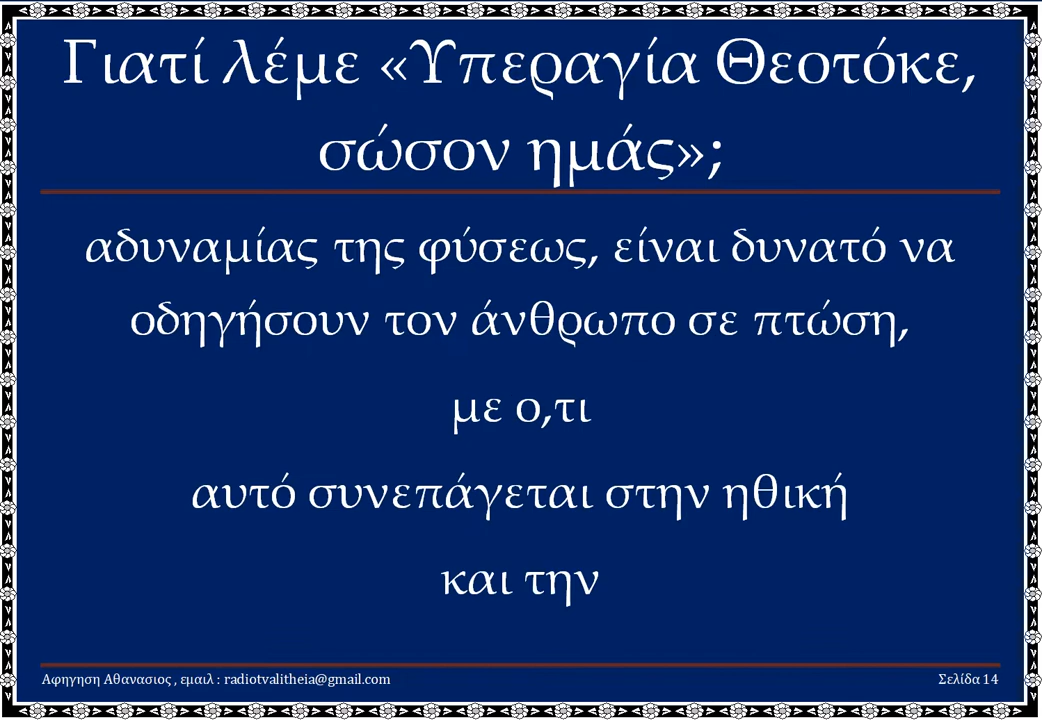 Γιατί λέμε «Υπεραγία Θεοτόκε,
σώσον ημάς»;
αδυναμίας της φύσεως, είναι δυνατό να
οδηγήσουν τον άνθρωπο σε πτώση,
με ο,τι
αυτό συνεπάγεται στην ηθική
και την
Αφηγηση Αθανασιος , εμαιλ : radiotvalitheia@gmail.com
Σελίδα 14